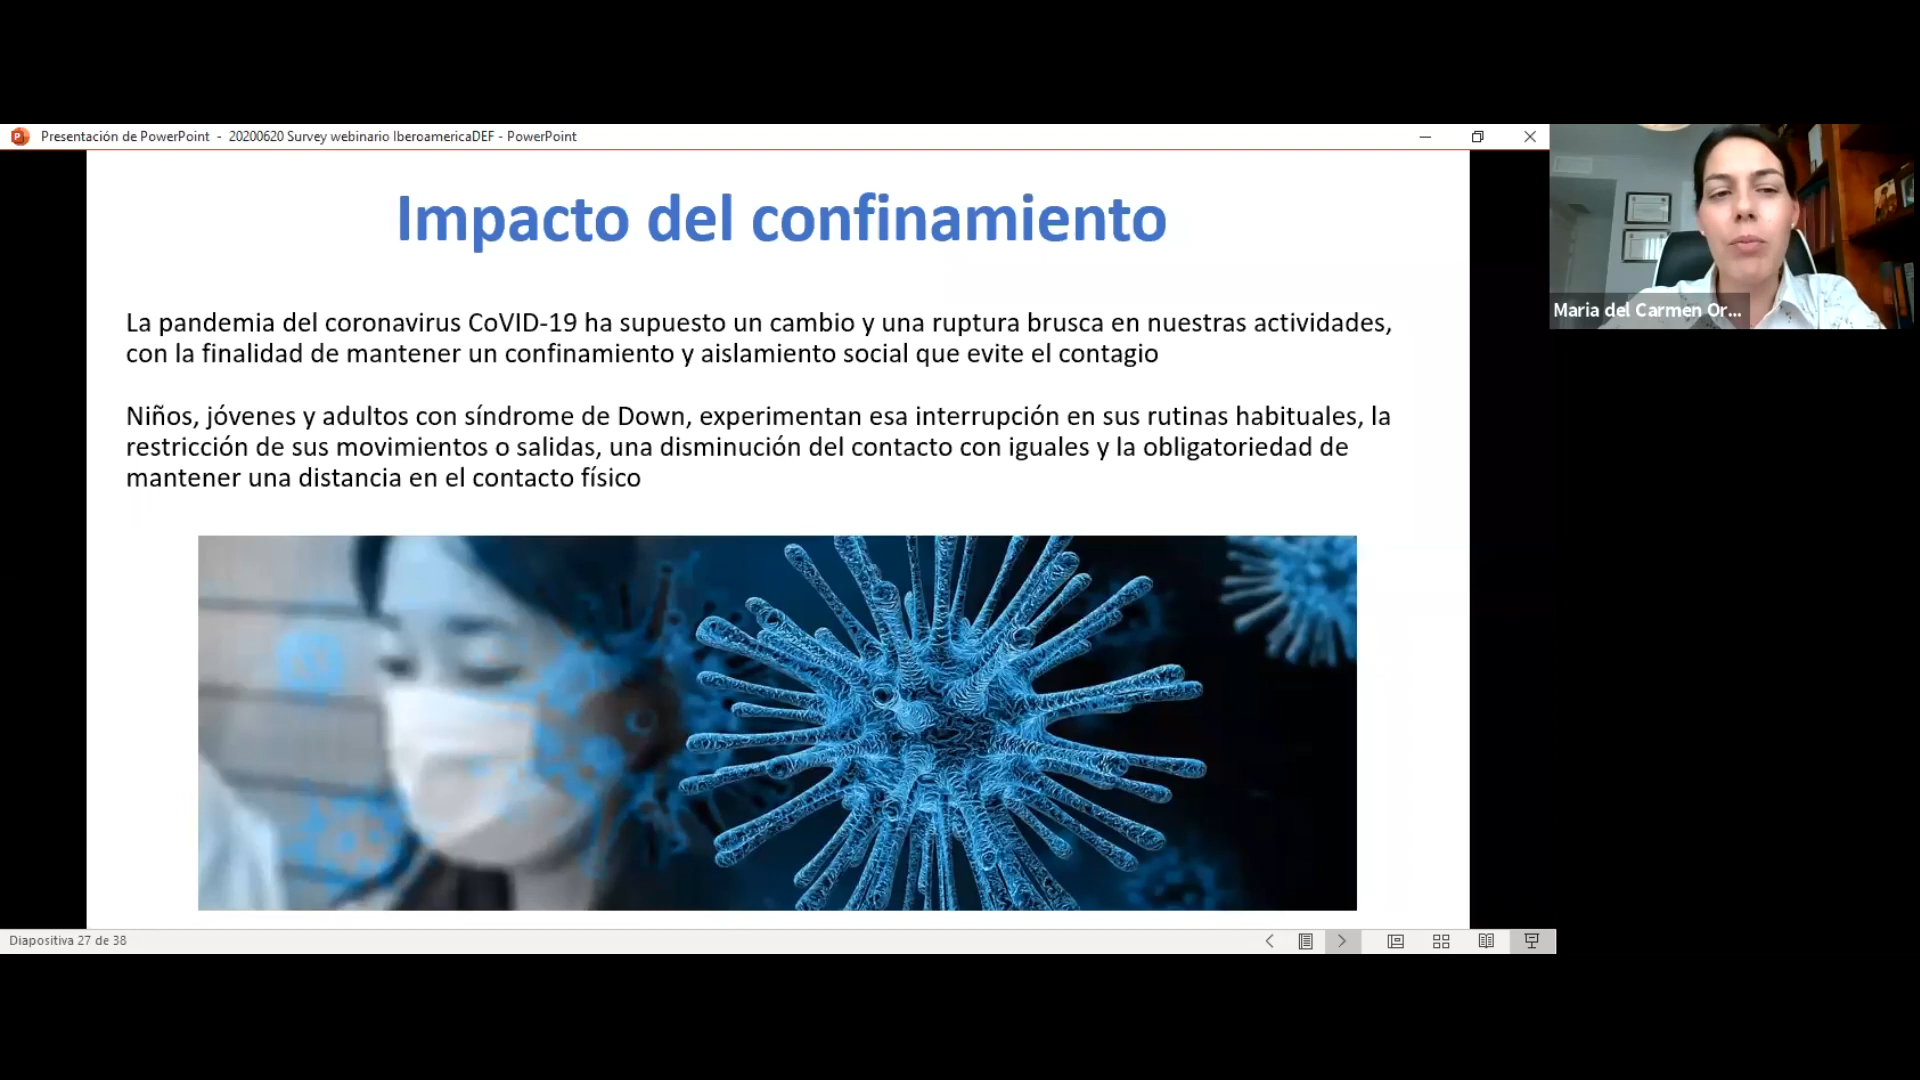 Presentación de PowerPoint - 20200620 Survey webinario IberoamericaDEF - PowerPoint
Impacto del confinamiento
La pandemia del coronavirus CoVID-19 ha supuesto un cambio y una ruptura brusca en nuestras actividades,
con la finalidad de mantener un confinamiento y aislamiento social que evite el contagio
Niños, jóvenes y adultos con síndrome de Down, experimentan esa interrupción en sus rutinas habituales, la
restricción de sus movimientos o salidas, una disminución del contacto con iguales y la obligatoriedad de
mantener una distancia en el contacto físico
Maria del Carmen Or...
Diapositiva 27 de 38